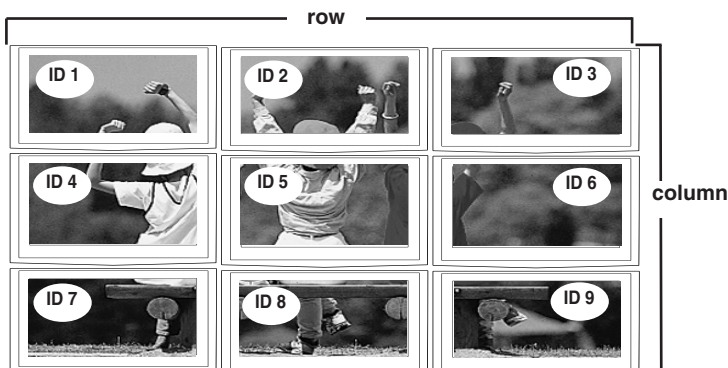 row
ID 1
ID 2
ID 3
ID 4
ID 5
ID 6
column
ID 7
ID 8
ID 9